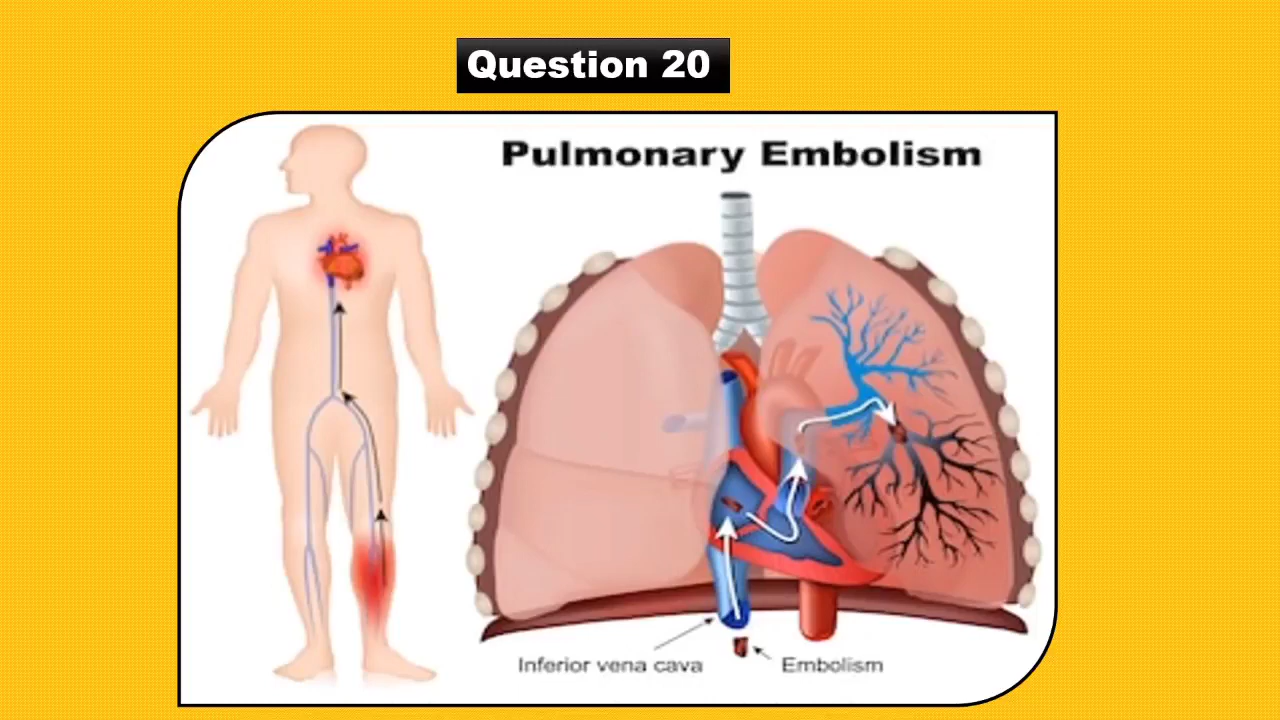 Question 20
Pulmonary Embolism
Inferior vena cava
Embolism